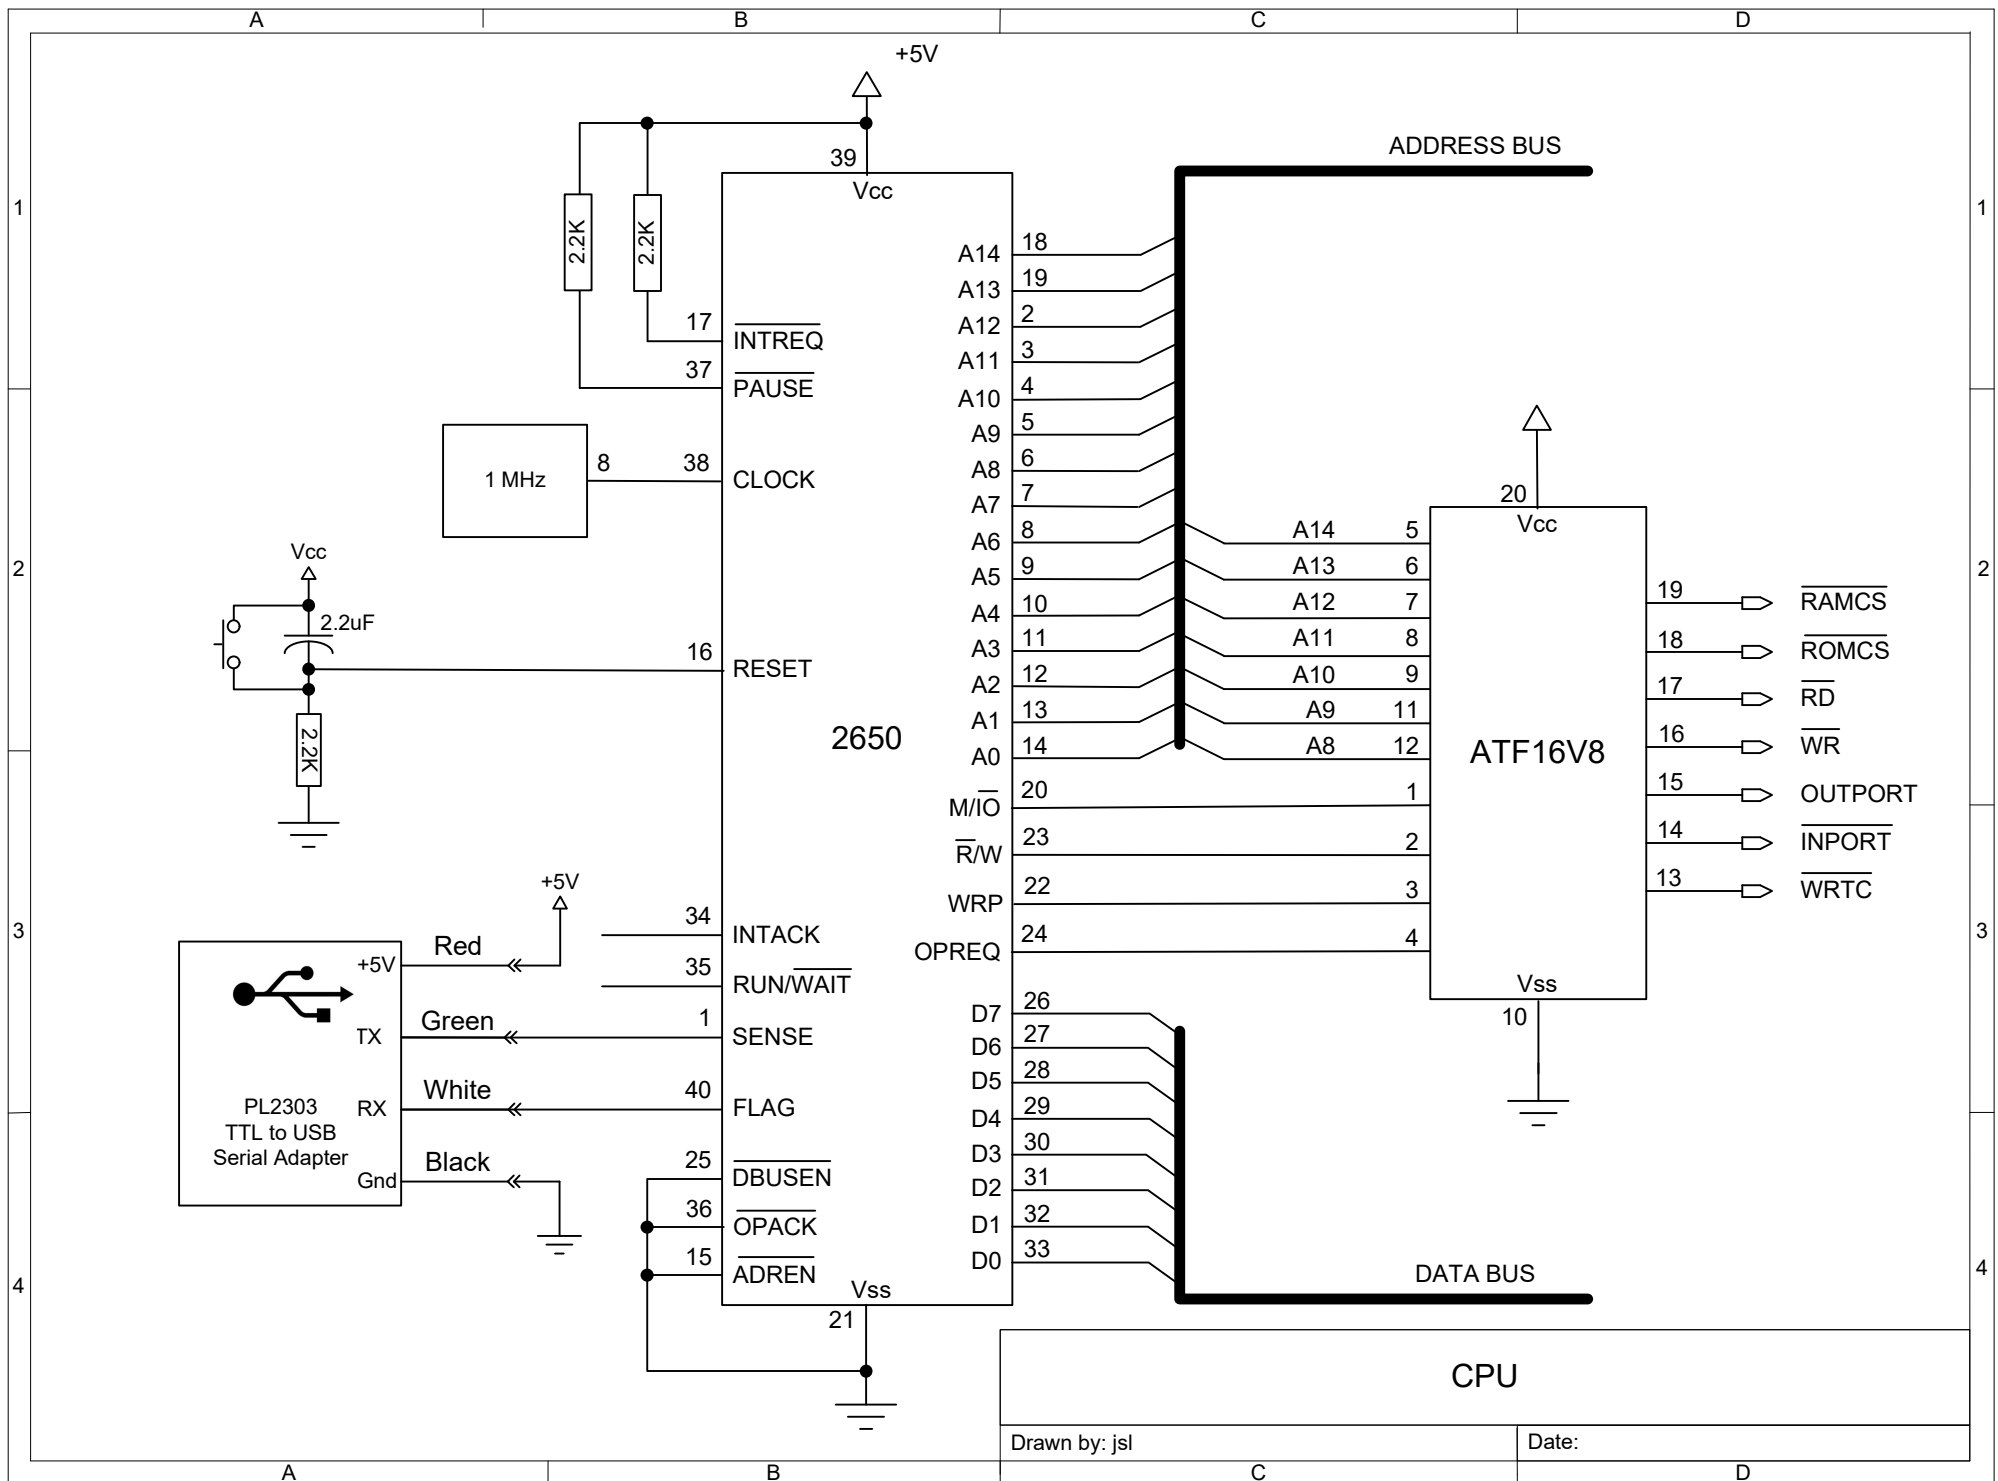 A B C D
+5V
ADDRESS BUS
39
Vcc
1 1
2.2K 2.2K
A14 18
A13 19
A12 2
17 INTREQ
A11 3
37 PAUSE
A10 4
A9 5
1 MHz 8 38 CLOCK
A8 6
A7 7
20
Vcc
A6 8
A14 5
Vcc
2 2
A5 9
A13 6
19 RAMCS
A4 10
A12 7
2.2uF
A3 11
A11 8
18 ROMCS
16 RESET
A2 12
A10 9
17 RD
A1 13
A9 11
2650
16 WR
A0 14
A8 12
ATF16V8
2.2K
15 OUTPORT
M/IO 20 1
14 INPORT
R/W 23 2
13 WRTC
+5V
WRP 22 3
3 3
34 INTACK
OPREQ 24 4
+5V Red
35 RUN/WAIT
Vss
10
D7 26
TX Green 1 SENSE
D6 27
D5 28
RX White 40 FLAG
D4 29
PL2303
TTL to USB
Serial Adapter
D3 30
Gnd Black
25 DBUSEN
D2 31
36 OPACK
D1 32
15 ADREN
D0 33
DATA BUS
4 4
Vss
21
CPU
Drawn by: jsl Date:
A B C D